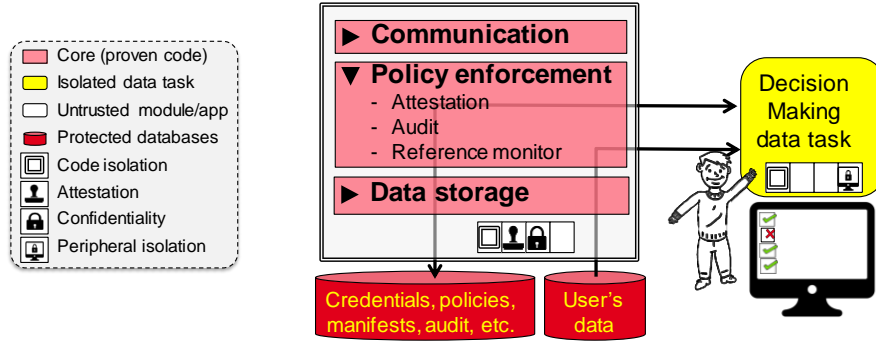 Core (proven code)
Isolated data task
Untrusted module/app
Protected databases
Code isolation
Attestation
Confidentiality
Peripheral isolation
► Communication
▼ Policy enforcement
- Attestation
- Audit
- Reference monitor
► Data storage
Credentials, policies,
manifests, audit, etc.
User's
data
Decision
Making
data task